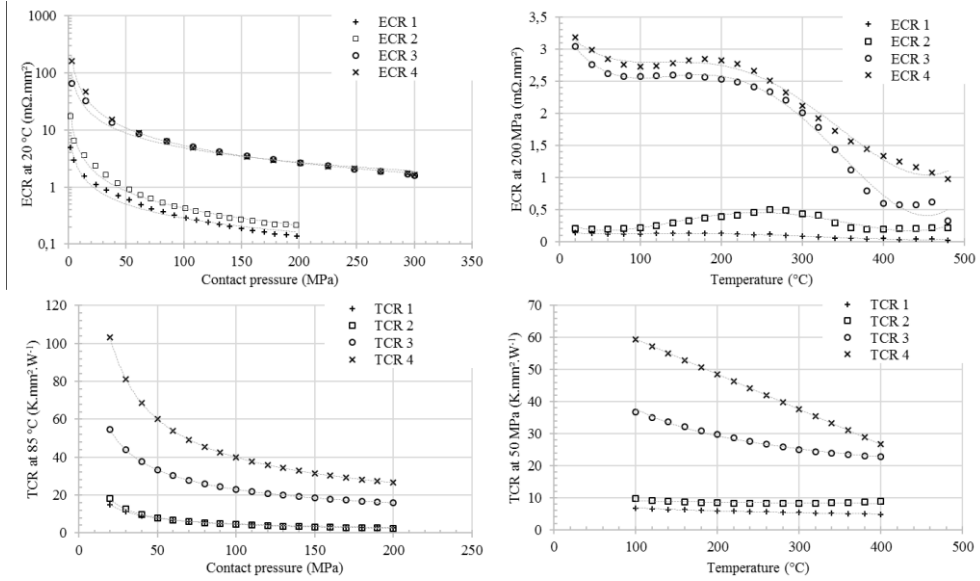 ECR at 20 °C (mΩ.mm²)
1000
100
10
1
0,1
0 50 100 150 200 250 300 350
Contact pressure (MPa)
ECR 1
ECR 2
ECR 3
ECR 4
ECR at 200 MPa (mΩ.mm²)
3,5
3
2,5
2
1,5
1
0,5
0
0 100 200 300 400 500
Temperature (°C)
ECR 1
ECR 2
ECR 3
ECR 4
TCR at 85 °C (K.mm².W⁻¹)
120
100
80
60
40
20
0
0 50 100 150 200 250
Contact pressure (MPa)
TCR 1
TCR 2
TCR 3
TCR 4
TCR at 50 MPa (K.mm².W⁻¹)
70
60
50
40
30
20
10
0
0 100 200 300 400 500
Temperature (°C)
TCR 1
TCR 2
TCR 3
TCR 4